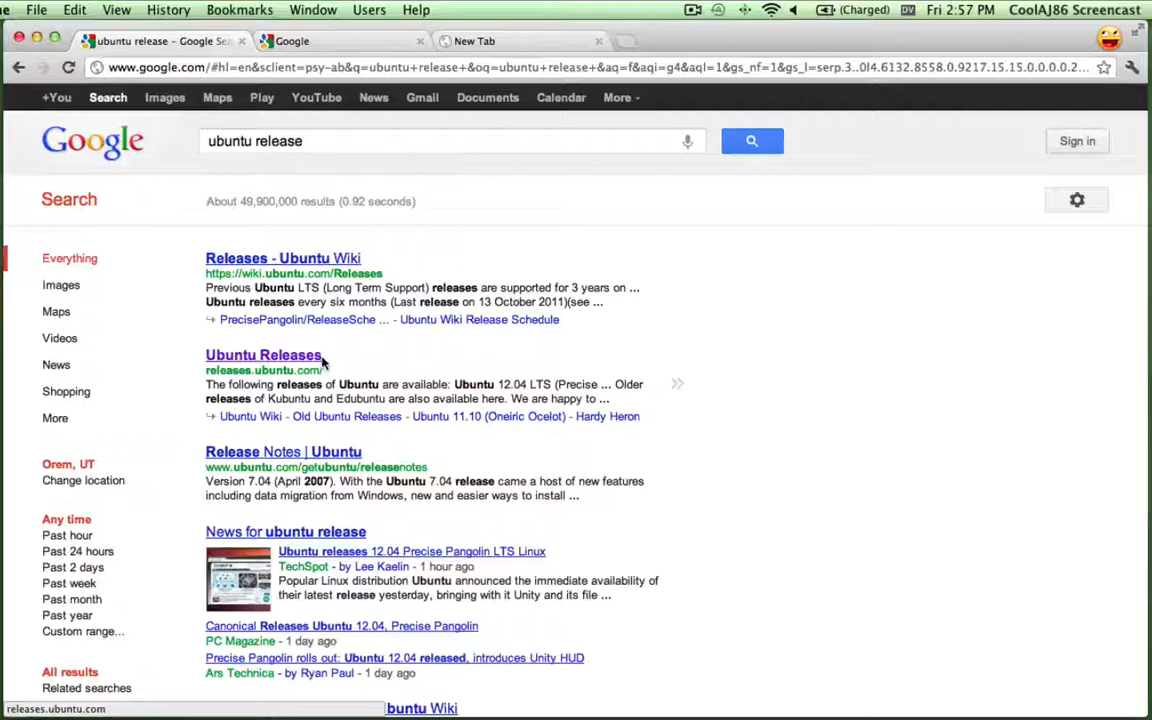 File Edit View History Bookmarks Window Users Help (Charged) DV Fri 2:57 PM CoolAJ86 Screencast
ubuntu release – Google Sea Google New Tab
www.google.com/#hl=en&sclient=psy-ab&q=ubuntu+release+&oq=ubuntu+release+&aq=f&aqi=g4&aql=1&gs_nf=1&gs_l=serp.3..0l4.6132.8558.0.9217.15.15.0.0.0.0.2...
+You Search Images Maps Play YouTube News Gmail Documents Calendar More
Google ubuntu release Sign in
Search About 49,900,000 results (0.92 seconds)
Everything
Images
Maps
Videos
News
Shopping
More
Orem, UT
Change location
Any time
Past hour
Past 24 hours
Past 2 days
Past week
Past month
Past year
Custom range...
All results
Related searches
Releases - Ubuntu Wiki
https://wiki.ubuntu.com/Releases
Previous Ubuntu LTS (Long Term Support) releases are supported for 3 years on ...
Ubuntu releases every six months (Last release on 13 October 2011)(see ...
PrecisePangolin/ReleaseSche ... - Ubuntu Wiki Release Schedule
Ubuntu Releases
releases.ubuntu.com/
The following releases of Ubuntu are available: Ubuntu 12.04 LTS (Precise ... Older
releases of Kubuntu and Edubuntu are also available here. We are happy to ...
Ubuntu Wiki - Old Ubuntu Releases - Ubuntu 11.10 (Oneiric Ocelot) - Hardy Heron
Release Notes | Ubuntu
www.ubuntu.com/getubuntu/releasenotes
Version 7.04 (April 2007). With the Ubuntu 7.04 release came a host of new features
including data migration from Windows, new and easier ways to install ...
News for ubuntu release
Ubuntu releases 12.04 Precise Pangolin LTS Linux
TechSpot - by Lee Kaelin - 1 hour ago
Popular Linux distribution Ubuntu announced the immediate availability of
their latest release yesterday, bringing with it Unity and its file ...
Canonical Releases Ubuntu 12.04, Precise Pangolin
PC Magazine - 1 day ago
Precise Pangolin rolls out: Ubuntu 12.04 released, introduces Unity HUD
Ars Technica - by Ryan Paul - 1 day ago
buntu Wiki
releases.ubuntu.com